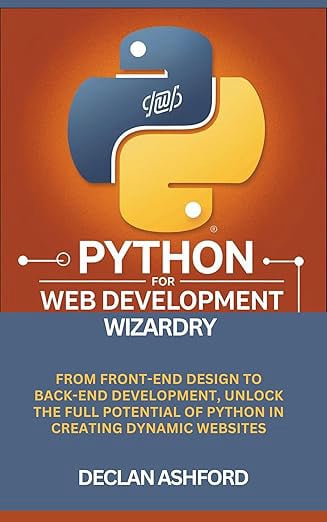 ®
PYTHON
FOR
WEB DEVELOPMENT
WIZARDRY
FROM FRONT-END DESIGN TO
BACK-END DEVELOPMENT, UNLOCK
THE FULL POTENTIAL OF PYTHON IN
CREATING DYNAMIC WEBSITES
DECLAN ASHFORD